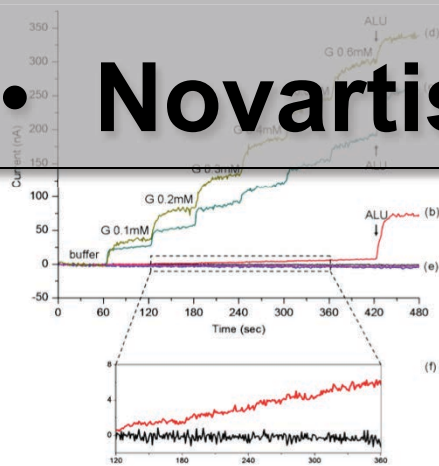 350
ALU
(d)
300
G 0.6mM
250
• Novartis
200
150
Current (nA)
ALU
100
G 0.2mM
(b)
50
G 0.1mM
ALU
buffer
0
(e)
-50
0 60 120 180 240 300 360 420 480
Time (sec)
(f)
8
4
0
120 180 240 300 360